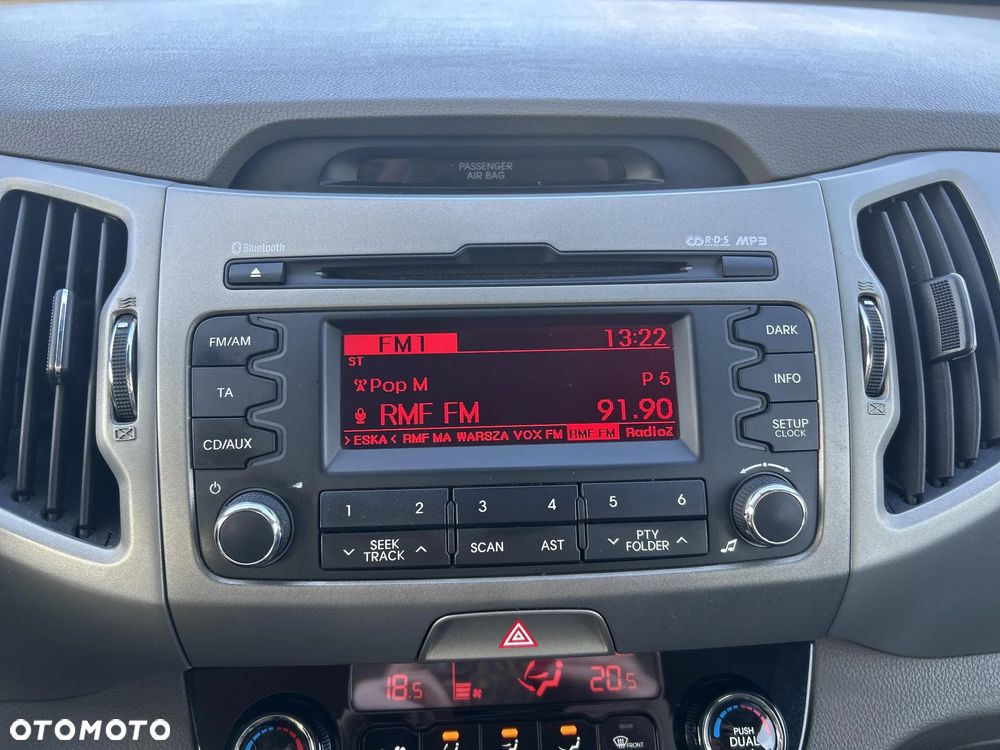 PASSENGER
AIR BAG
Bluetooth
R·D·S MP3
FM/AM
TA
CD/AUX
FM1 13:22
ST
Pop M P 5
RMF FM 91.90
>ESKA< RMF MA WARSZA VOX FM RMF FM RadioZ
DARK
INFO
SETUP
CLOCK
1 2 3 4 5 6
SEEK
TRACK
SCAN AST
PTY
FOLDER
18.5 20.5
FRONT
PUSH
DUAL
OTOMOTO